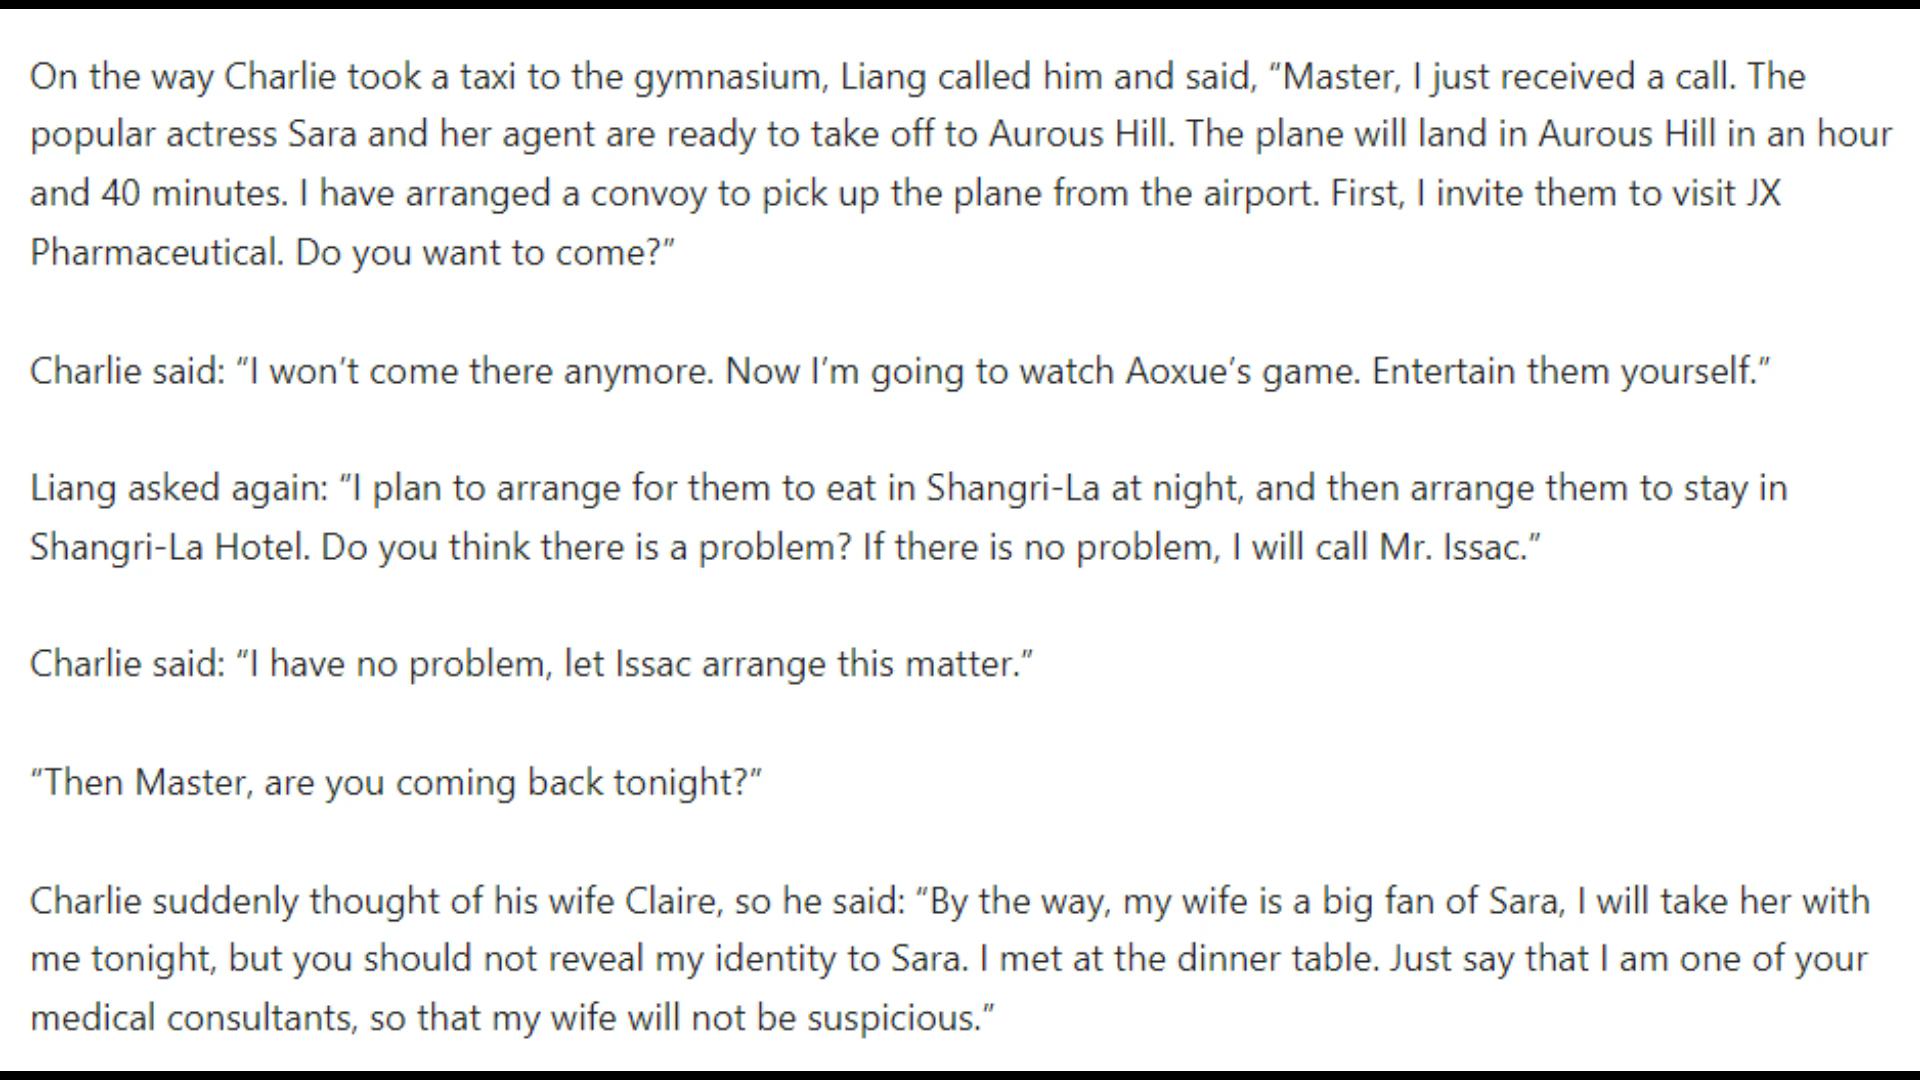 On the way Charlie took a taxi to the gymnasium, Liang called him and said, “Master, I just received a call. The
popular actress Sara and her agent are ready to take off to Aurous Hill. The plane will land in Aurous Hill in an hour
and 40 minutes. I have arranged a convoy to pick up the plane from the airport. First, I invite them to visit JX
Pharmaceutical. Do you want to come?”
Charlie said: “I won’t come there anymore. Now I’m going to watch Aoxue’s game. Entertain them yourself.”
Liang asked again: “I plan to arrange for them to eat in Shangri-La at night, and then arrange them to stay in
Shangri-La Hotel. Do you think there is a problem? If there is no problem, I will call Mr. Issac.”
Charlie said: “I have no problem, let Issac arrange this matter.”
“Then Master, are you coming back tonight?”
Charlie suddenly thought of his wife Claire, so he said: “By the way, my wife is a big fan of Sara, I will take her with
me tonight, but you should not reveal my identity to Sara. I met at the dinner table. Just say that I am one of your
medical consultants, so that my wife will not be suspicious.”